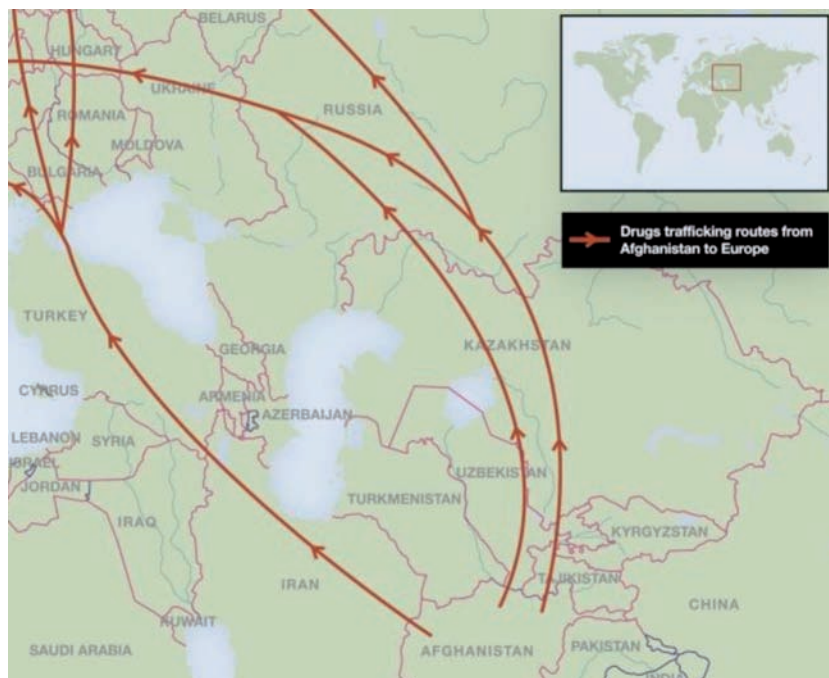 BELARUS
HUNGARY
UKRAINE
RUSSIA
ROMANIA
MOLDOVA
BULGARIA
Drugs trafficking routes from
Afghanistan to Europe
TURKEY
GEORGIA
KAZAKHSTAN
CYPRUS
ARMENIA
AZERBAIJAN
LEBANON
SYRIA
ISRAEL
UZBEKISTAN
JORDAN
TURKMENISTAN
IRAQ
KYRGYZSTAN
IRAN
TAJIKISTAN
CHINA
KUWAIT
SAUDI ARABIA
AFGHANISTAN
PAKISTAN
INDIA